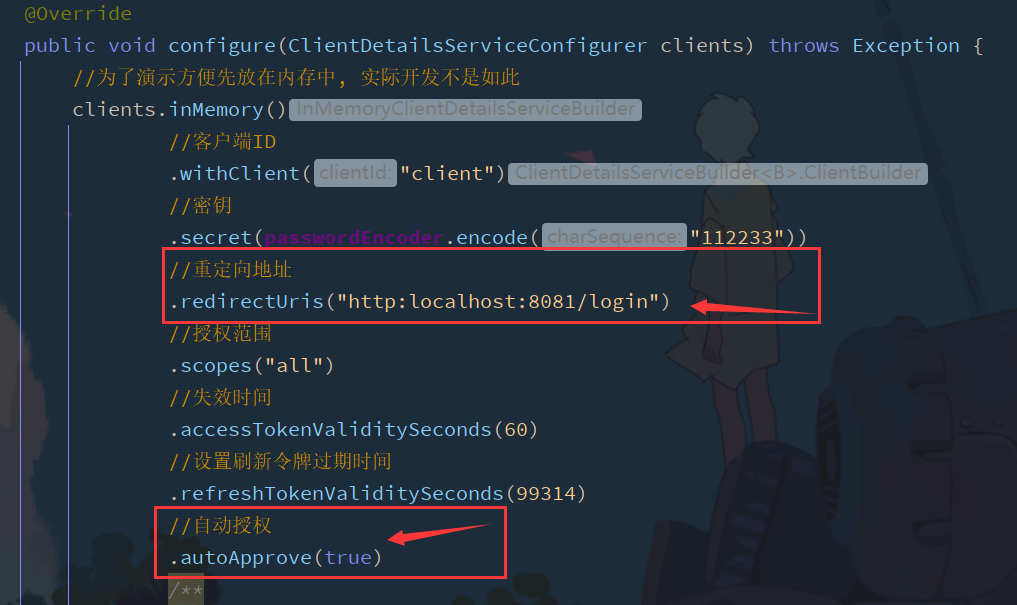 @Override
public void configure(ClientDetailsServiceConfigurer clients) throws Exception {
//为了演示方便先放在内存中, 实际开发不是如此
clients.inMemory() InMemoryClientDetailsServiceBuilder
//客户端ID
.withClient( clientId: "client") ClientDetailsServiceBuilder<B>.ClientBuilder
//密钥
.secret(passwordEncoder.encode( charSequence: "112233"))
//重定向地址
.redirectUris("http:localhost:8081/login")
//授权范围
.scopes("all")
//失效时间
.accessTokenValiditySeconds(60)
//设置刷新令牌过期时间
.refreshTokenValiditySeconds(99314)
//自动授权
.autoApprove(true)
/**